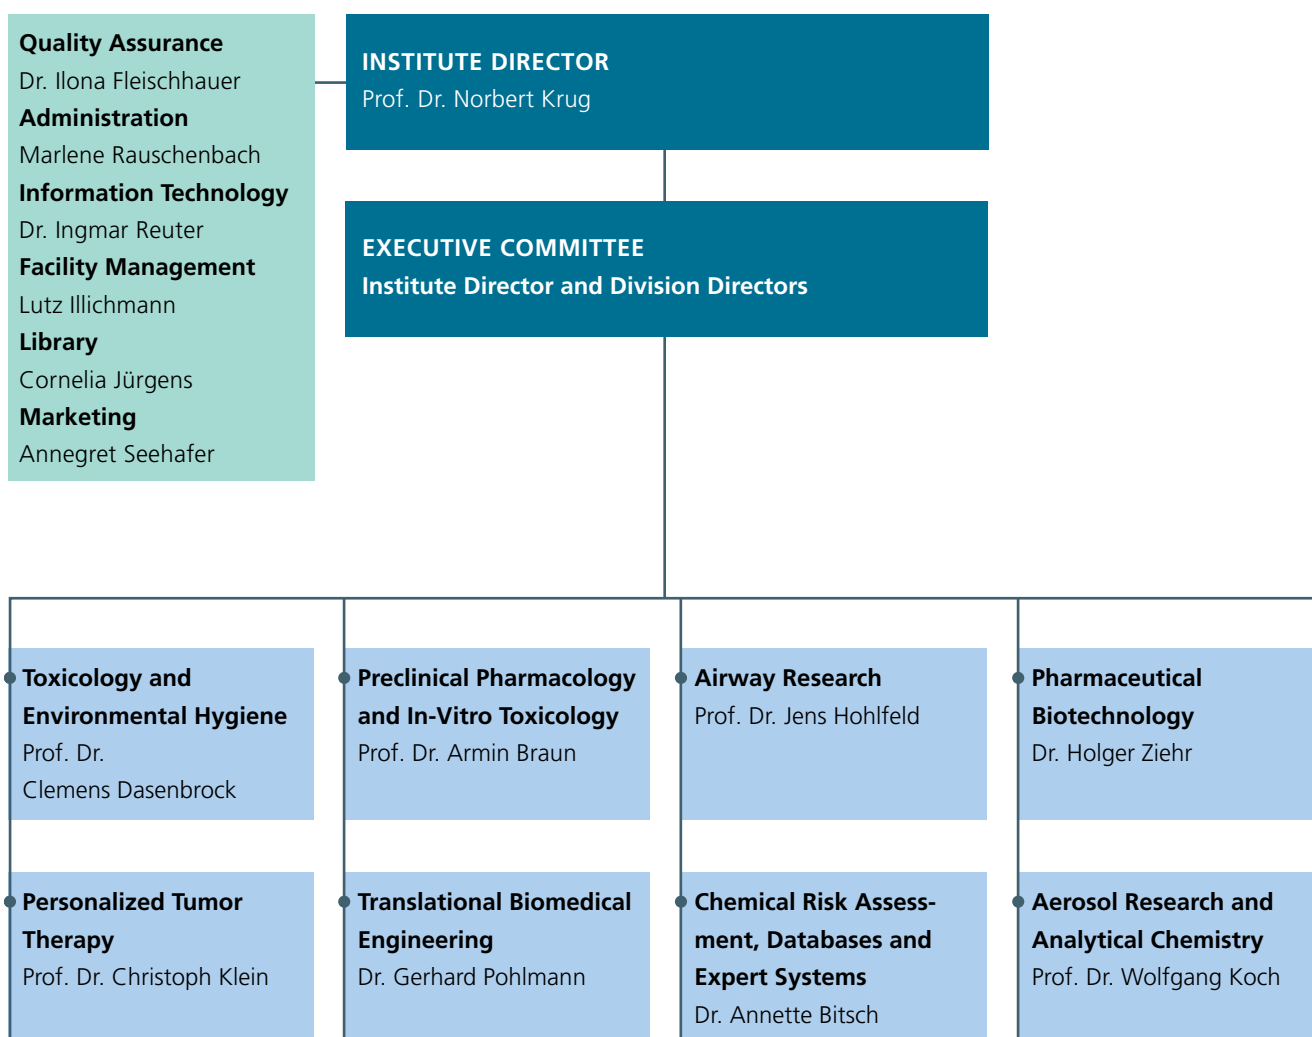 Quality Assurance
Dr. Ilona Fleischhauer
Administration
Marlene Rauschenbach
Information Technology
Dr. Ingmar Reuter
Facility Management
Lutz Illichmann
Library
Cornelia Jürgens
Marketing
Annegret Seehafer
INSTITUTE DIRECTOR
Prof. Dr. Norbert Krug
EXECUTIVE COMMITTEE
Institute Director and Division Directors
Toxicology and
Environmental Hygiene
Prof. Dr.
Clemens Dasenbrock
Preclinical Pharmacology
and In-Vitro Toxicology
Prof. Dr. Armin Braun
Airway Research
Prof. Dr. Jens Hohlfeld
Pharmaceutical
Biotechnology
Dr. Holger Ziehr
Personalized Tumor
Therapy
Prof. Dr. Christoph Klein
Translational Biomedical
Engineering
Dr. Gerhard Pohlmann
Chemical Risk Assess-
ment, Databases and
Expert Systems
Dr. Annette Bitsch
Aerosol Research and
Analytical Chemistry
Prof. Dr. Wolfgang Koch